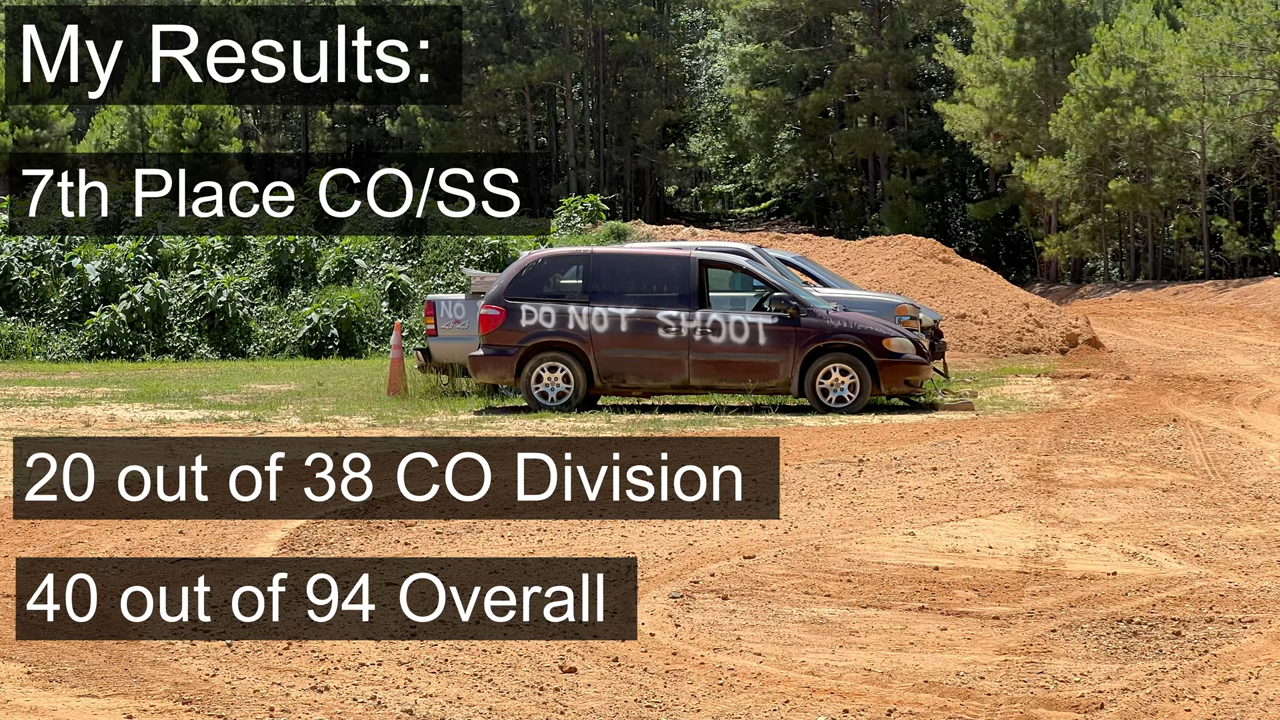 My Results:
7th Place CO/SS
NO
DO NOT SHOOT
20 out of 38 CO Division
40 out of 94 Overall